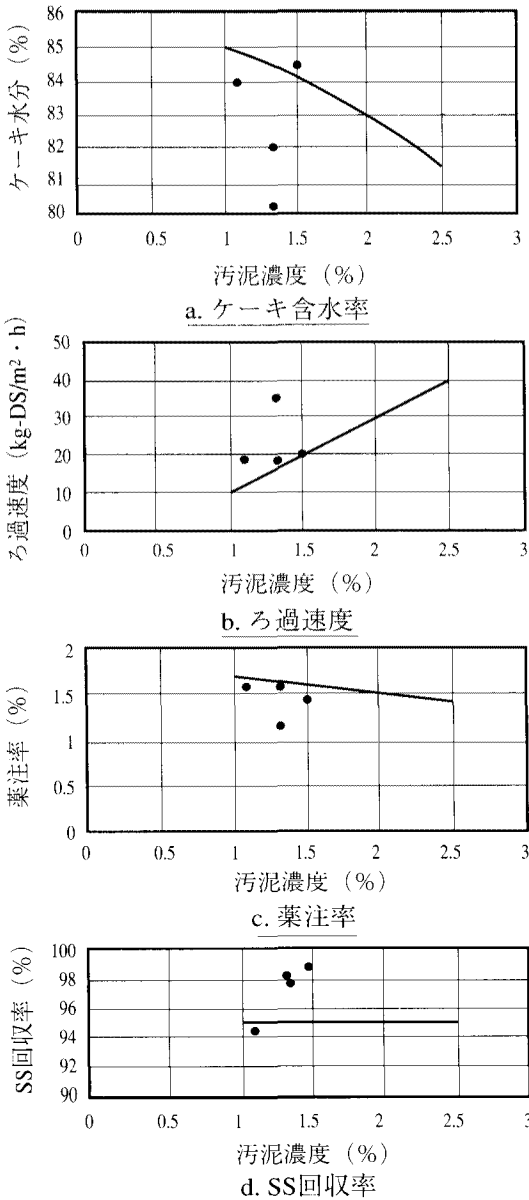 ケーキ水分 (%)
86
85
84
83
82
81
80
0 0.5 1 1.5 2 2.5 3
汚泥濃度 (%)
a. ケーキ含水率
ろ過速度 (kg-DS/m²・h)
50
40
30
20
10
0
0 0.5 1 1.5 2 2.5 3
汚泥濃度 (%)
b. ろ過速度
薬注率 (%)
2
1.5
1
0.5
0
0 0.5 1 1.5 2 2.5 3
汚泥濃度 (%)
c. 薬注率
SS回収率 (%)
100
98
96
94
92
90
0 0.5 1 1.5 2 2.5 3
汚泥濃度 (%)
d. SS回収率